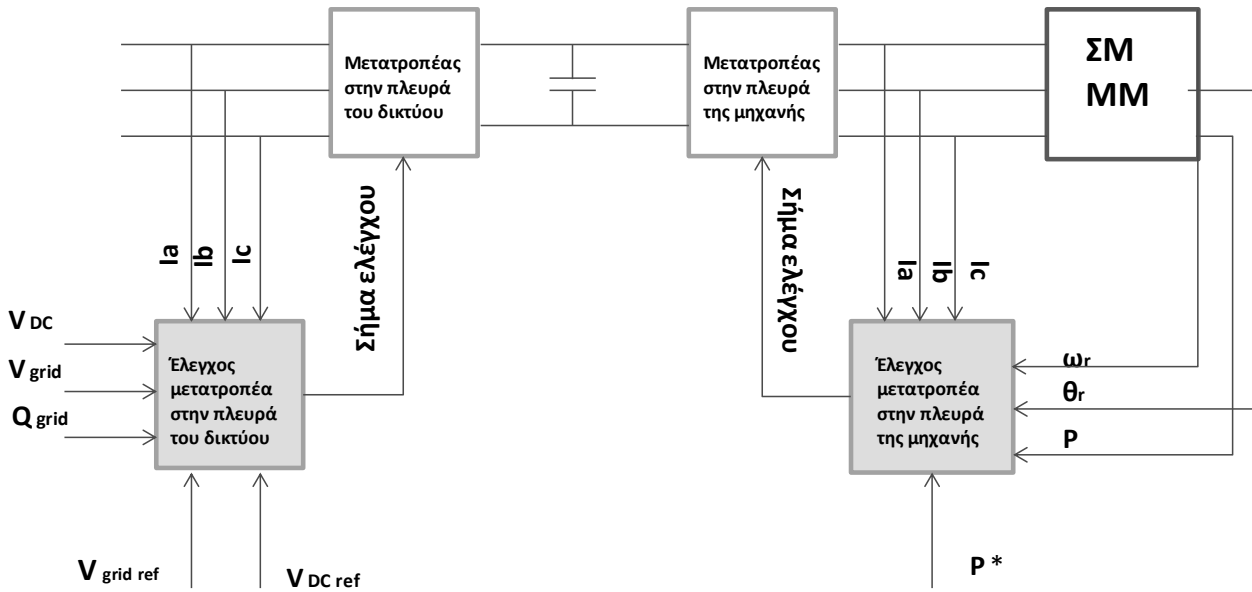 Μετατροπέας
στην πλευρά
του δικτύου
Μετατροπέας
στην πλευρά
της μηχανής
ΣΜ
ΜΜ
Ia
Ib
Ic
Σήμα ελέγχου
Σήμα ελέγχου
Ia
Ib
Ic
V DC
V grid
Q grid
Έλεγχος
μετατροπέα
στην πλευρά
του δικτύου
Έλεγχος
μετατροπέα
στην πλευρά
της μηχανής
ωr
θr
P
V grid ref
V DC ref
P *